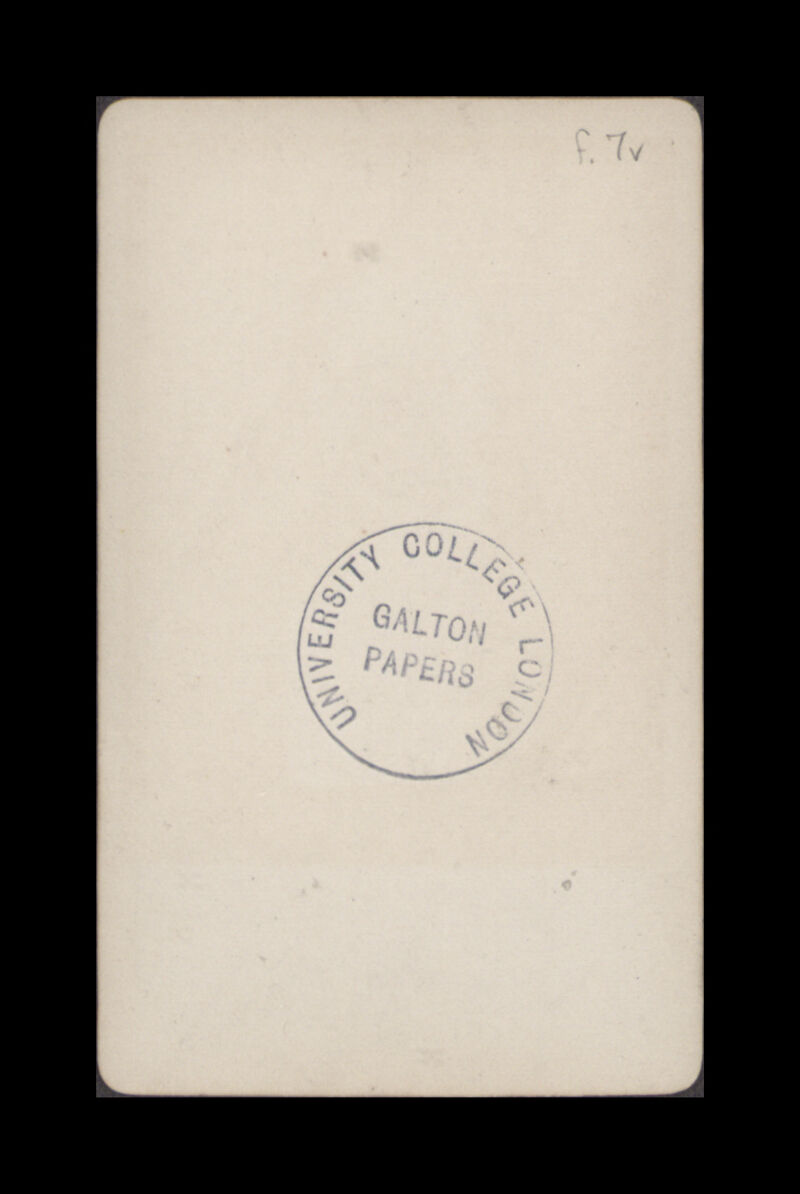 f. 7v
UNIVERSITY COLLEGE LONDON
GALTON
PAPERS